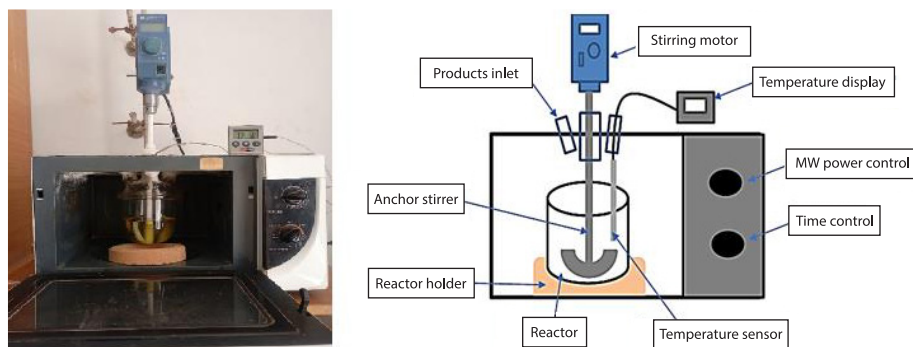 Stirring motor
Products inlet
Temperature display
MW power control
Anchor stirrer
Time control
Reactor holder
Reactor
Temperature sensor